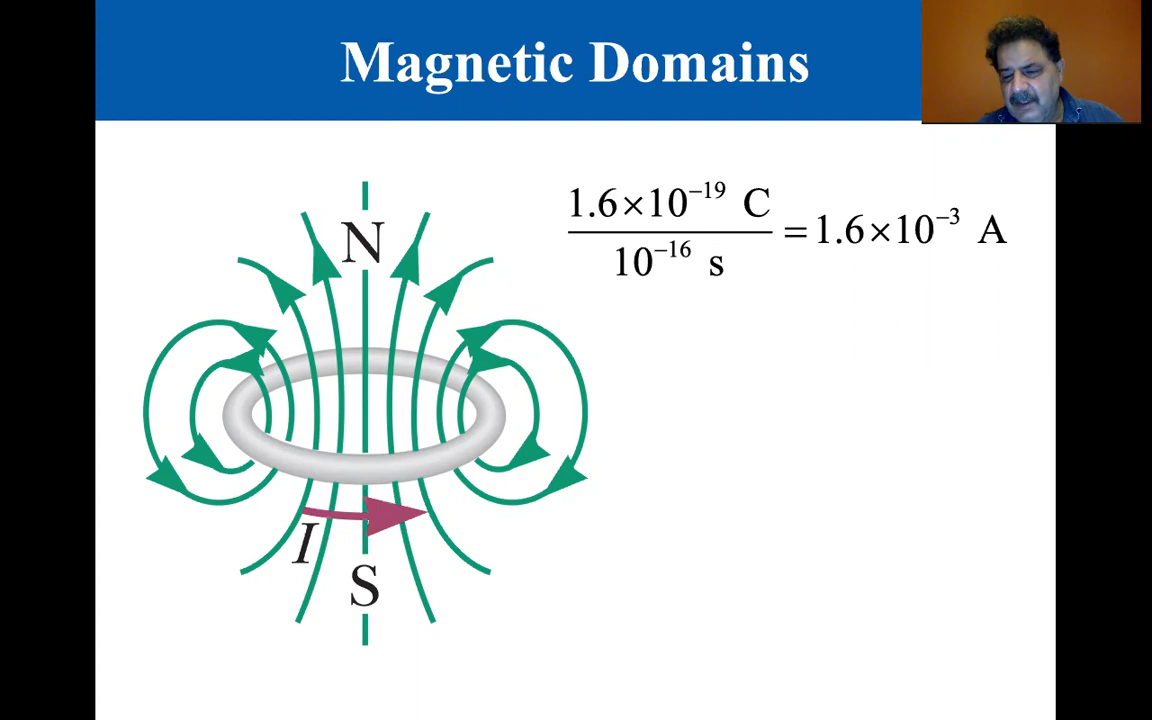 Magnetic Domains
N
1.6×10⁻¹⁹ C
10⁻¹⁶ s
= 1.6×10⁻³ A
I
S